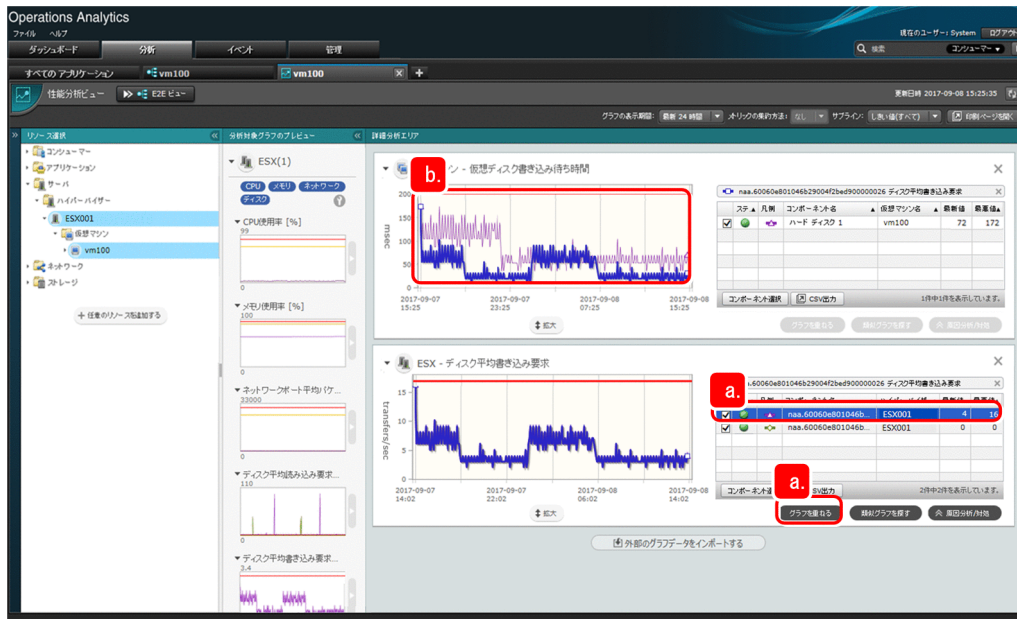 Operations Analytics
ファイル ヘルプ
現在のユーザー: System ログアウト
ダッシュボード 分析 イベント 管理
検索 コンシューマー
すべての アプリケーション vm100 vm100 x +
性能分析ビュー E2E ビュー
更新日時 2017-09-08 15:25:35
グラフの表示期間: 最新 24 時間 メトリックの集約方法: なし サブライン: しきい値(すべて) 印刷ページを開く
リソース選択
コンシューマー
アプリケーション
サーバ
ハイパーバイザー
ESX001
仮想マシン
vm100
ネットワーク
ストレージ
+ 任意のリソースを追加する
分析対象グラフのプレビュー
ESX(1)
CPU メモリ ネットワーク
ディスク
CPU使用率 [%]
99
0
メモリ使用率 [%]
100
0
ネットワークポート平均パケ...
33000
0
ディスク平均読み込み要求...
110
0
ディスク平均書き込み要求...
3.4
詳細分析エリア
b.
ン - 仮想ディスク書き込み待ち時間
msec
200
150
100
50
0
2017-09-07 15:25
2017-09-07 23:25
2017-09-08 07:25
2017-09-08 15:25
拡大
naa.60060e801046b29004f2bed900000026 ディスク平均書き込み要求
ステ 凡例 コンポーネント名 仮想マシン名 最新値 最悪値
ハード ディスク 1 vm100 72 172
コンポーネント選択 CSV出力 1件中1件を表示しています。
グラフを重ねる 類似グラフを探す 原因分析/対処
ESX - ディスク平均書き込み要求
transfers/sec
15
10
5
0
2017-09-07 14:02
2017-09-07 22:02
2017-09-08 06:02
2017-09-08 14:02
拡大
a.
.60060e801046b29004f2bed900000026 ディスク平均書き込み要求
naa.60060e801046b... ESX001 4 16
naa.60060e801046b... ESX001 0 0
a.
コンポーネント CSV出力 2件中2件を表示しています。
グラフを重ねる 類似グラフを探す 原因分析/対処
外部のグラフデータをインポートする